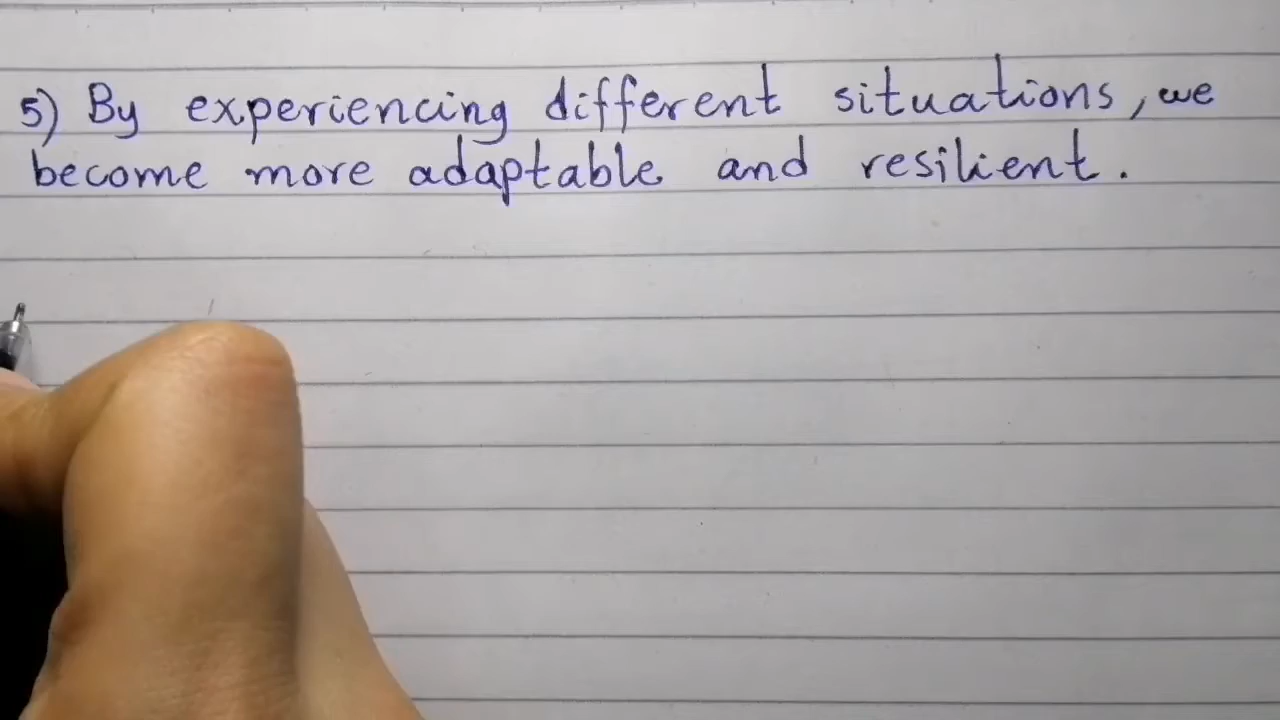 5) By experiencing different situations, we
become more adaptable and resilient.